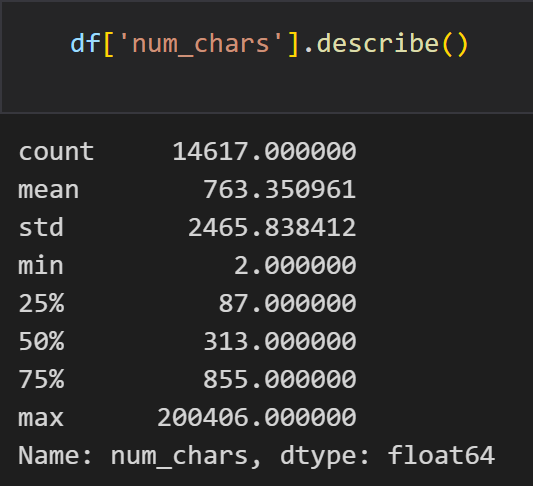 df['num_chars'].describe()
count 14617.000000
mean 763.350961
std 2465.838412
min 2.000000
25% 87.000000
50% 313.000000
75% 855.000000
max 200406.000000
Name: num_chars, dtype: float64